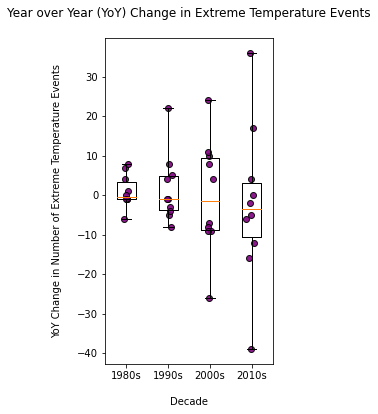 Year over Year (YoY) Change in Extreme Temperature Events
YoY Change in Number of Extreme Temperature Events
30
20
10
0
−10
−20
−30
−40
1980s 1990s 2000s 2010s
Decade